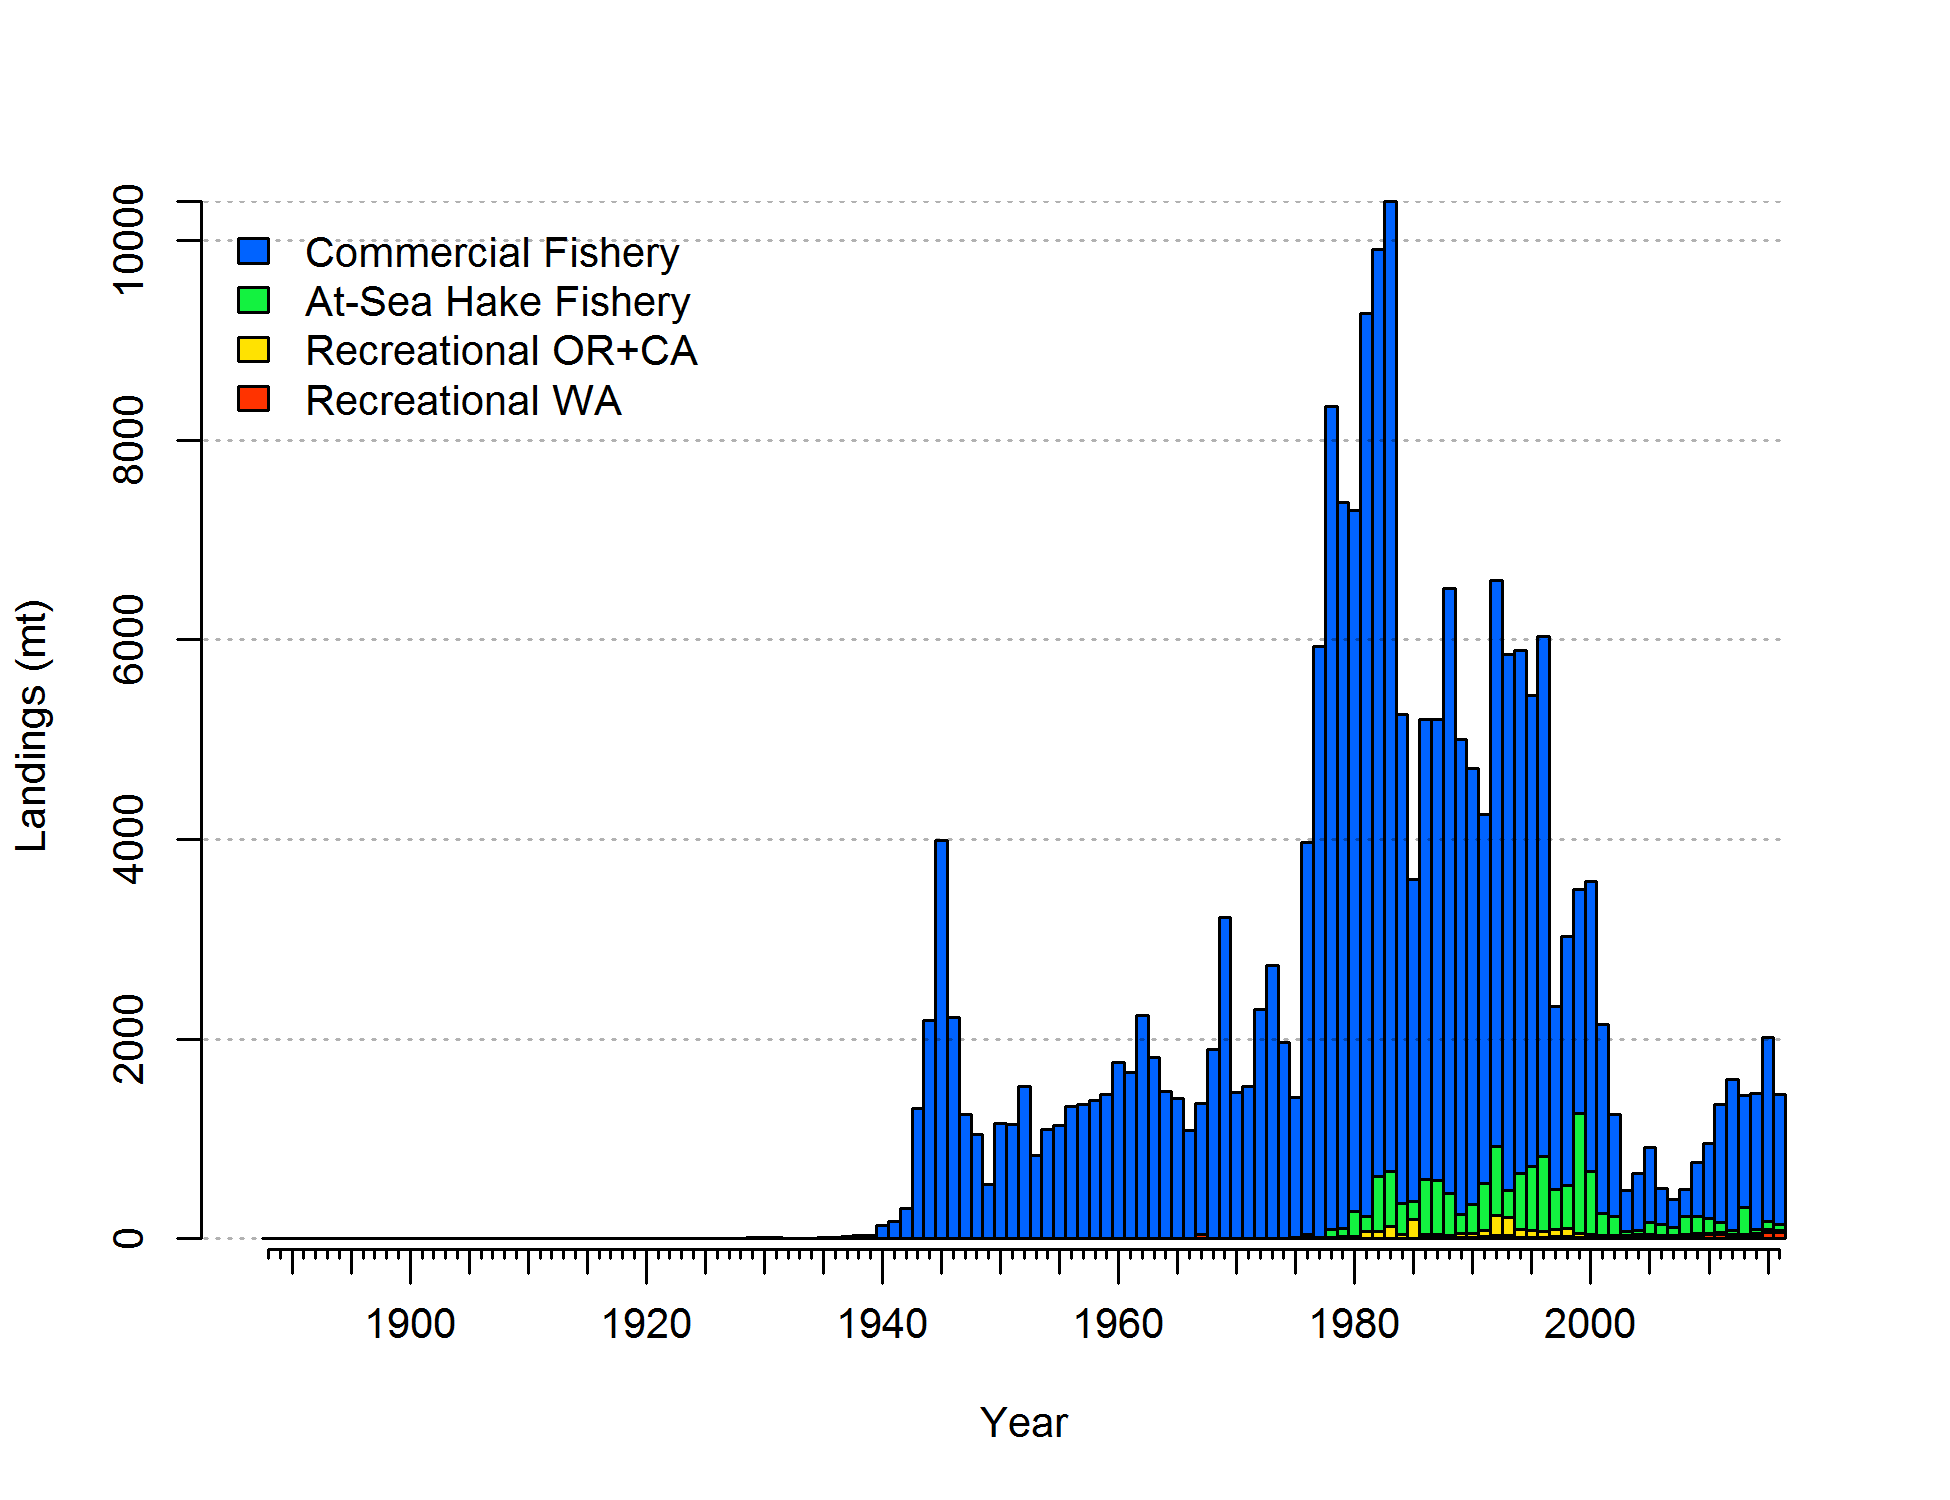 Commercial Fishery
At-Sea Hake Fishery
Recreational OR+CA
Recreational WA
Landings (mt)
10000
8000
6000
4000
2000
0
1900 1920 1940 1960 1980 2000
Year